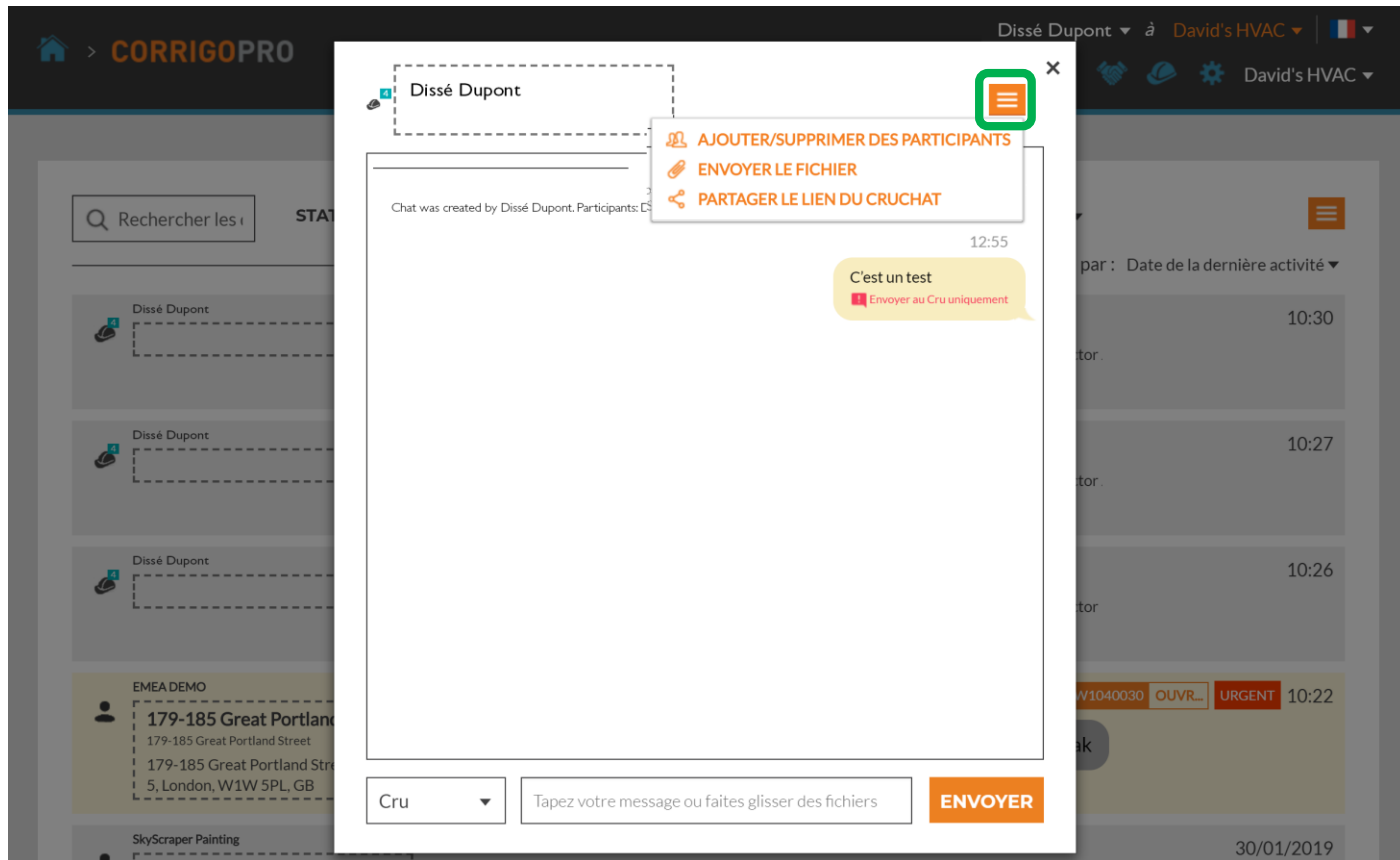 Dissé Dupont à David's HVAC
> CORRIGOPRO
David's HVAC
4
Dissé Dupont
AJOUTER/SUPPRIMER DES PARTICIPANTS
ENVOYER LE FICHIER
PARTAGER LE LIEN DU CRUCHAT
Chat was created by Dissé Dupont. Participants:
12:55
C'est un test
Envoyer au Cru uniquement
Rechercher les
par : Date de la dernière activité
4
Dissé Dupont
10:30
4
Dissé Dupont
10:27
4
Dissé Dupont
10:26
EMEA DEMO
179-185 Great Portland
179-185 Great Portland Street
179-185 Great Portland
5, London, W1W 5PL, GB
W1040030 OUVR... URGENT 10:22
Cru
Tapez votre message ou faites glisser des fichiers
ENVOYER
SkyScraper Painting
30/01/2019